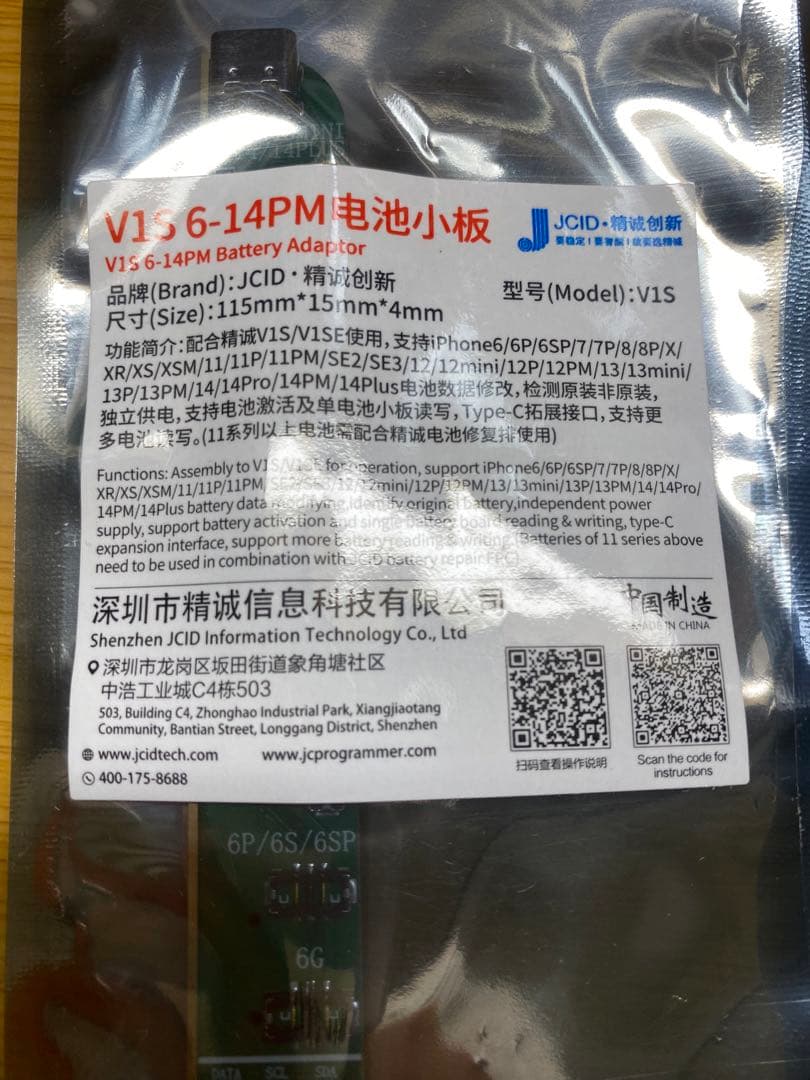 V1S 6-14PM电池小板
V1S 6-14PM Battery Adaptor
JCID·精诚创新
品牌(Brand):JCID·精诚创新
型号(Model):V1S
尺寸(Size):115mm*15mm*4mm
功能简介:配合精诚V1S/V1SE使用,支持iPhone6/6P/6SP/7/7P/8/8P/X/
XR/XS/XSM/11/11P/11PM/SE2/SE3/12/12mini/12P/12PM/13/13mini/
13P/13PM/14/14Pro/14PM/14Plus电池数据修改,检测原装非原装,
独立供电,支持电池激活及单电池小板读写,Type-C拓展接口,支持更
多电池读写。(11系列以上电池需配合精诚电池修复排使用)
Functions: Assembly to V1S/V1SE for operation, support iPhone6/6P/6SP/7/7P/8/8P/X/
XR/XS/XSM/11/11P/11PM/SE2/SE3/12/12mini/12P/12PM/13/13mini/13P/13PM/14/14Pro/
14PM/14Plus battery data modifying,Identify original battery,independent power
supply, support battery activation and single battery board reading & writing, type-C
expansion interface, support more battery reading & writing.(Batteries of 11 series above
need to be used in combination with JCID battery repair FPC)
深圳市精诚信息科技有限公司
Shenzhen JCID Information Technology Co., Ltd
中国制造
MADE IN CHINA
深圳市龙岗区坂田街道象角塘社区
中浩工业城C4栋503
503, Building C4, Zhonghao Industrial Park, Xiangjiaotang
Community, Bantian Street, Longgang District, Shenzhen
www.jcidtech.com www.jcprogrammer.com
400-175-8688
扫码查看操作说明
Scan the code for
instructions
6P/6S/6SP
6G
DATA SCL SDA